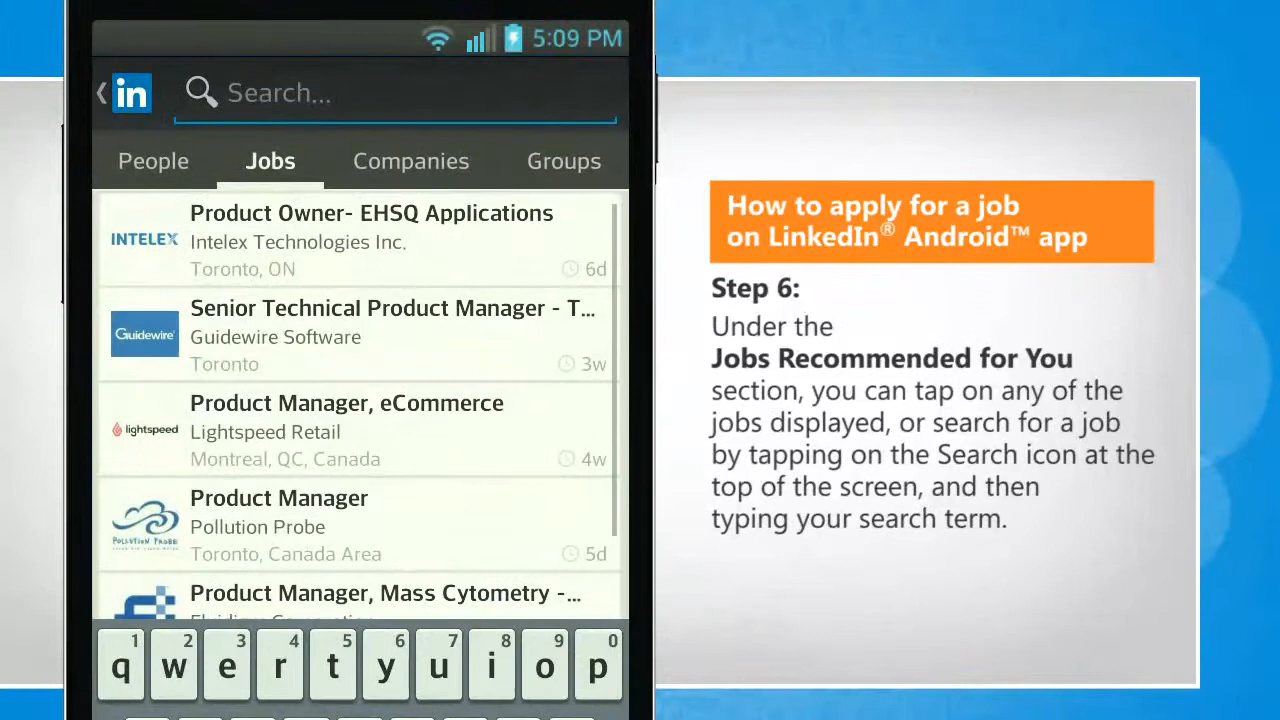 5:09 PM
in
Search...
People Jobs Companies Groups
Product Owner- EHSQ Applications
INTELEX
Intelex Technologies Inc.
Toronto, ON 6d
Senior Technical Product Manager - T...
Guidewire
Guidewire Software
Toronto 3w
Product Manager, eCommerce
lightspeed
Lightspeed Retail
Montreal, QC, Canada 4w
Product Manager
Pollution Probe
POLLUTION PROBE
Toronto, Canada Area 5d
Product Manager, Mass Cytometry -...
1 2 3 4 5 6 7 8 9 0
q w e r t y u i o p
How to apply for a job
on LinkedIn® Android™ app
Step 6:
Under the
Jobs Recommended for You
section, you can tap on any of the
jobs displayed, or search for a job
by tapping on the Search icon at the
top of the screen, and then
typing your search term.